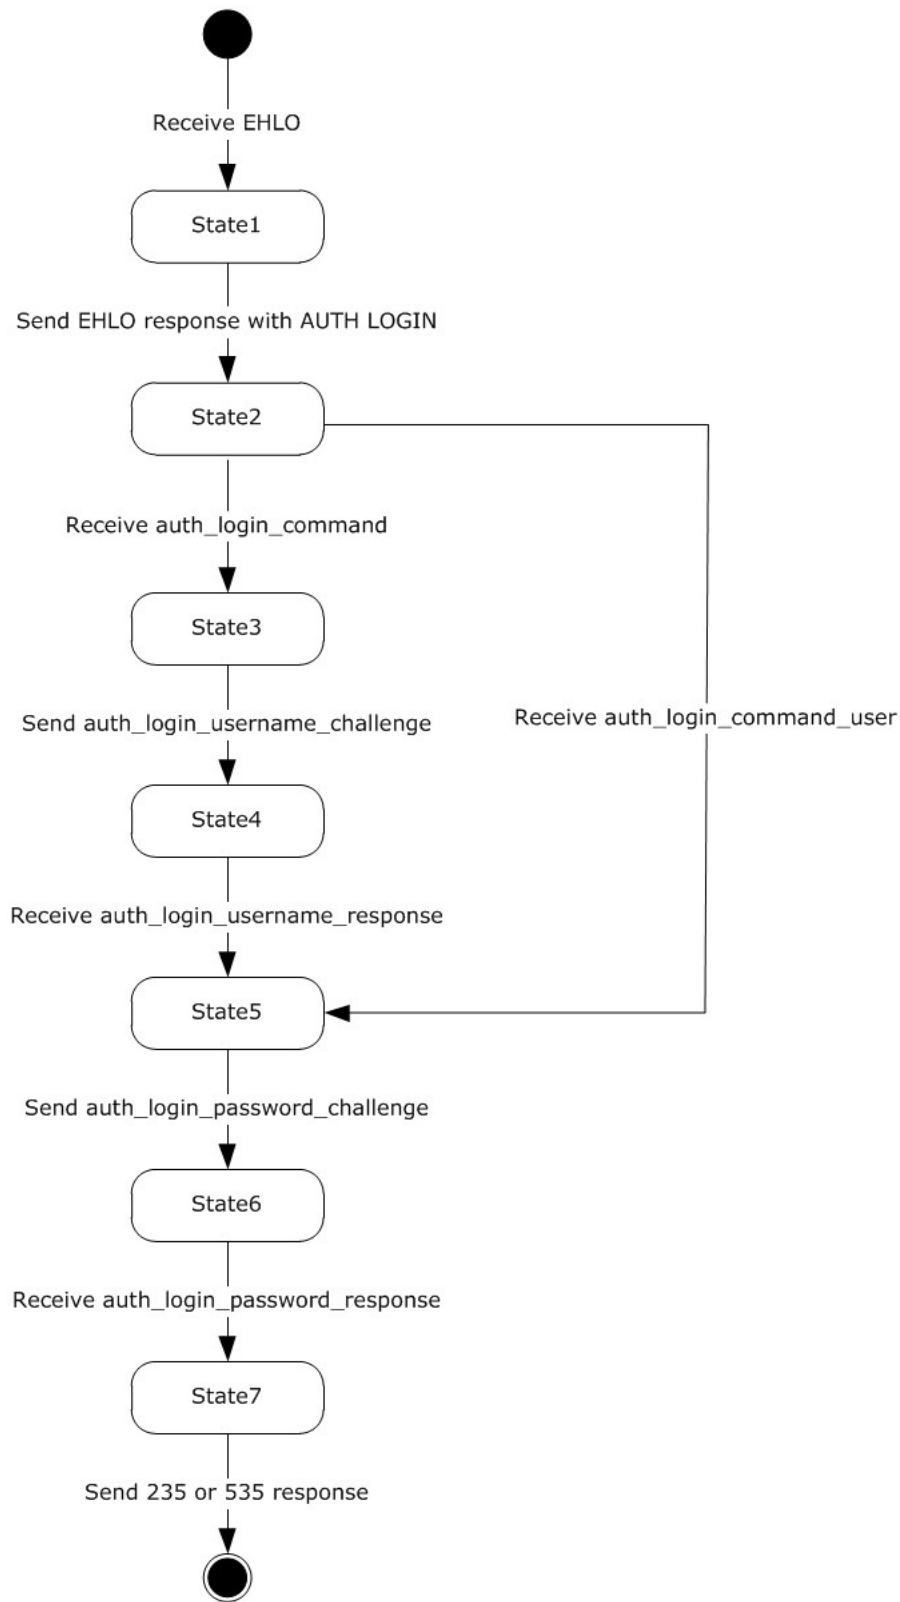 Receive EHLO
State1
Send EHLO response with AUTH LOGIN
State2
Receive auth_login_command
State3
Send auth_login_username_challenge
Receive auth_login_command_user
State4
Receive auth_login_username_response
State5
Send auth_login_password_challenge
State6
Receive auth_login_password_response
State7
Send 235 or 535 response